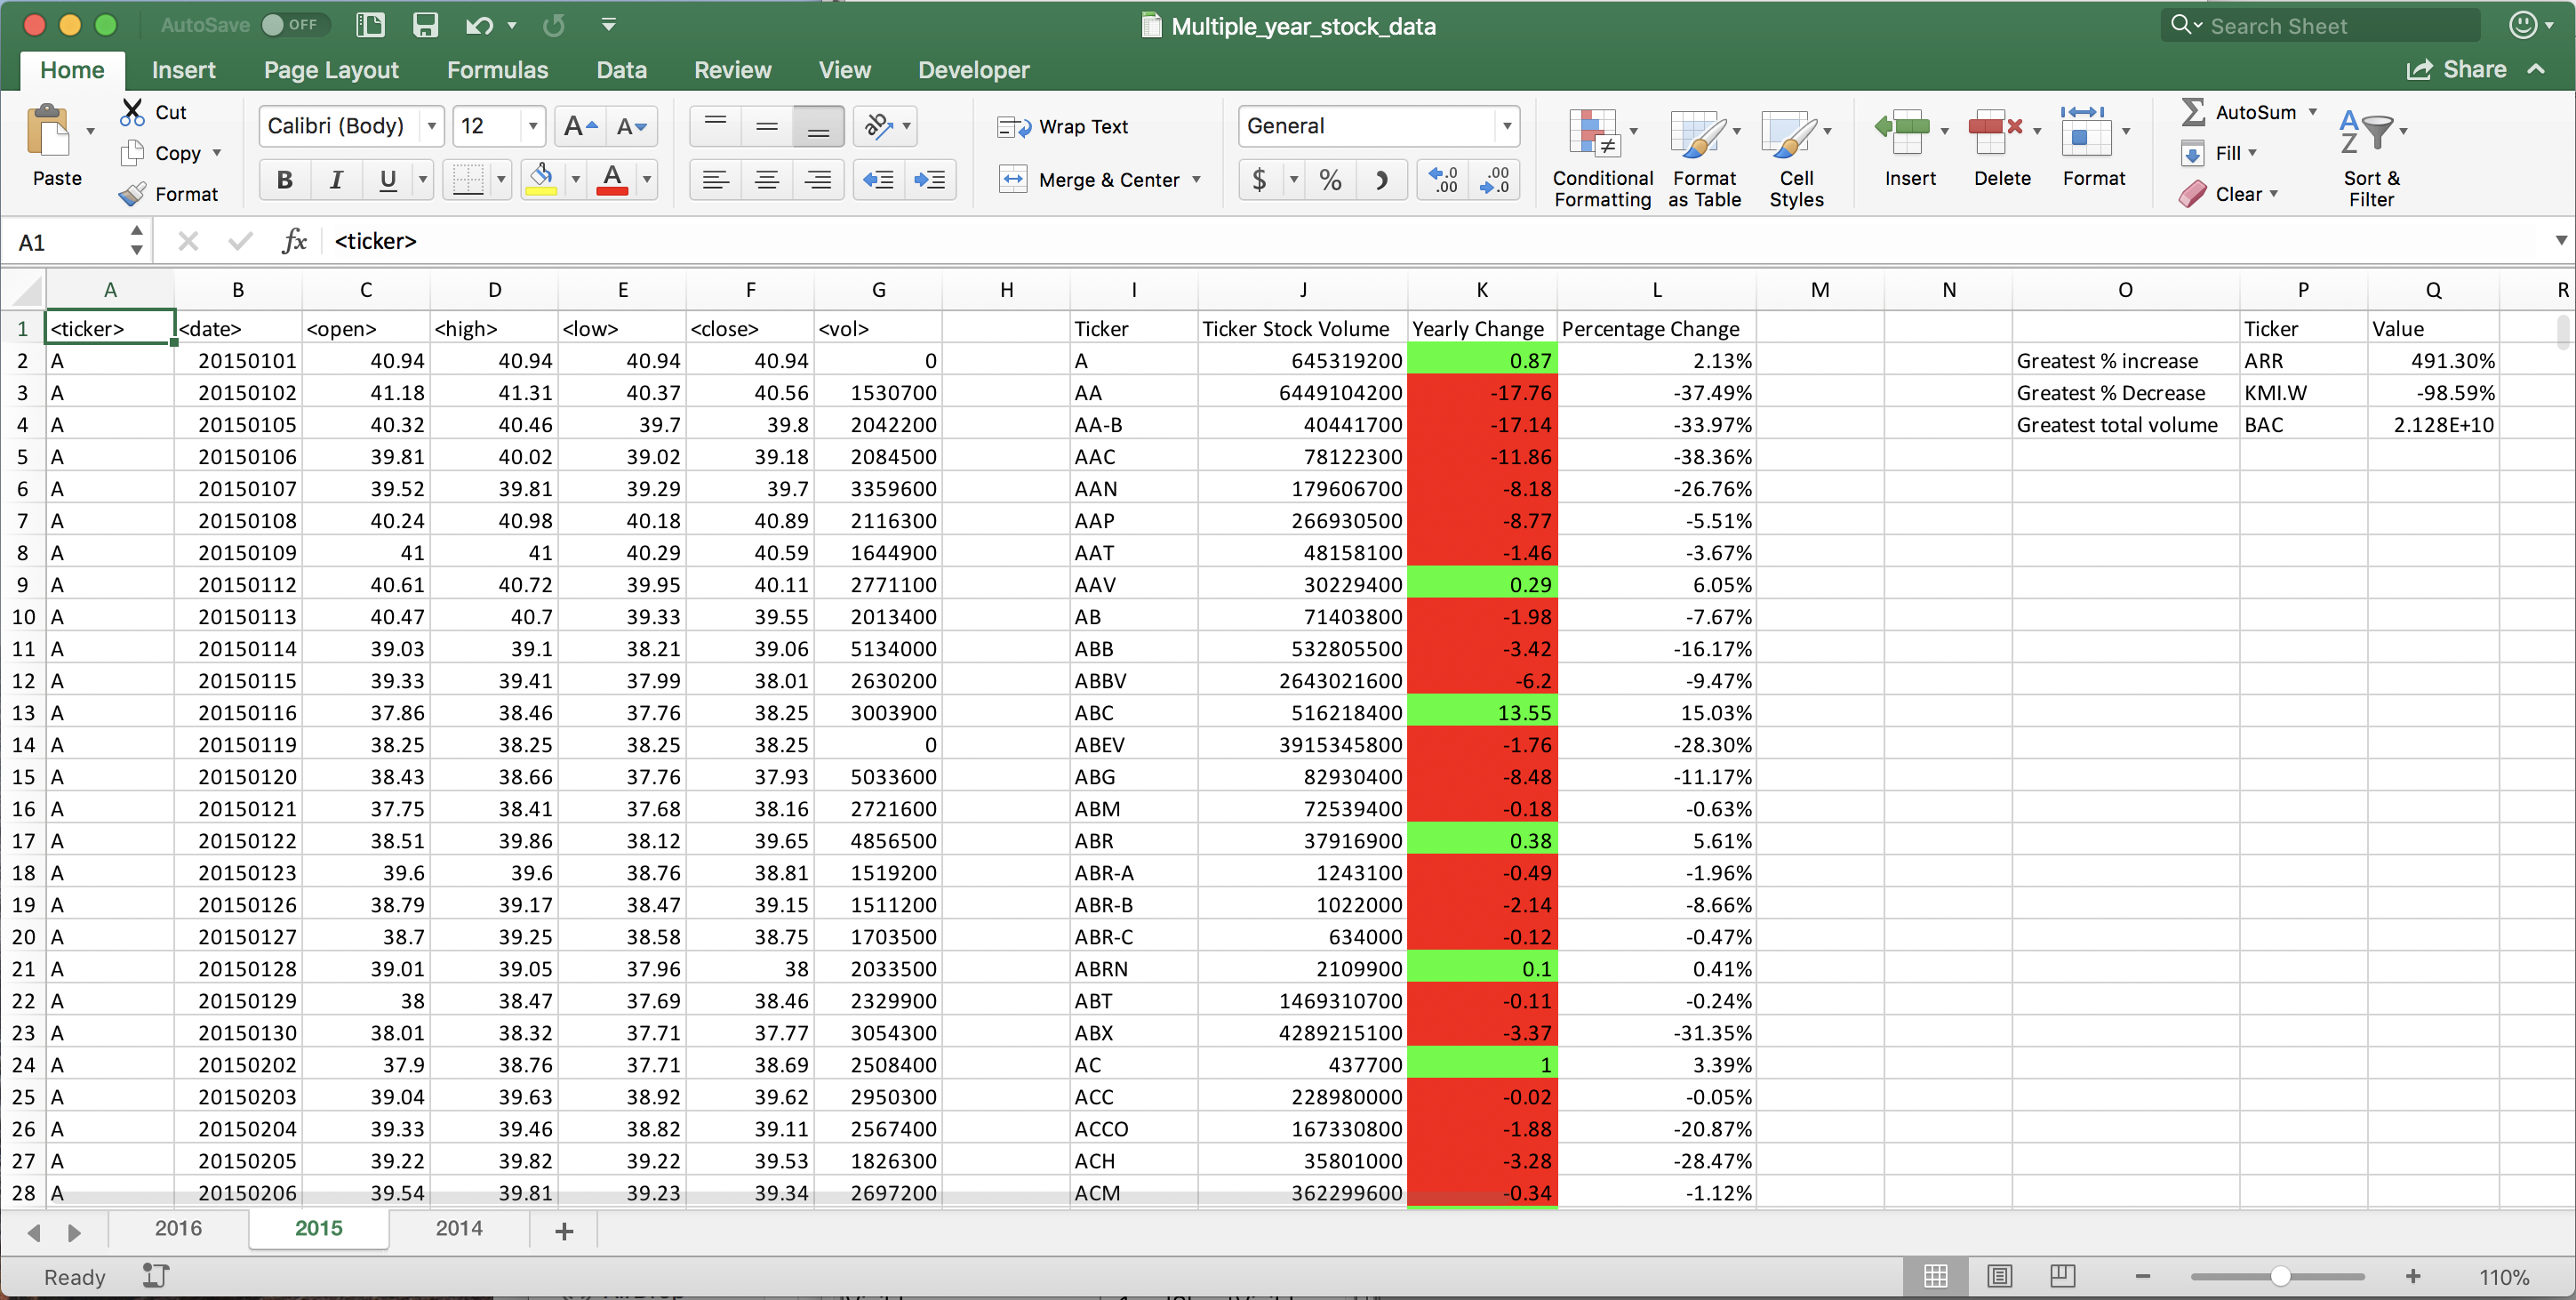 AutoSave OFF Multiple_year_stock_data Search Sheet
Home Insert Page Layout Formulas Data Review View Developer Share
Paste Cut Copy Format
Calibri (Body) 12 A A
B I U A
ab Wrap Text
Merge & Center
General
$ % .0 .00 .00 .0
Conditional Formatting Format as Table Cell Styles
Insert Delete Format
AutoSum Fill Clear
A Z Sort & Filter
A1 fx <ticker>
A B C D E F G H I J K L M N O P Q R
1 <ticker> <date> <open> <high> <low> <close> <vol> Ticker Ticker Stock Volume Yearly Change Percentage Change Ticker Value
2 A 20150101 40.94 40.94 40.94 40.94 0 A 645319200 0.87 2.13% Greatest % increase ARR 491.30%
3 A 20150102 41.18 41.31 40.37 40.56 1530700 AA 6449104200 -17.76 -37.49% Greatest % Decrease KMI.W -98.59%
4 A 20150105 40.32 40.46 39.7 39.8 2042200 AA-B 40441700 -17.14 -33.97% Greatest total volume BAC 2.128E+10
5 A 20150106 39.81 40.02 39.02 39.18 2084500 AAC 78122300 -11.86 -38.36%
6 A 20150107 39.52 39.81 39.29 39.7 3359600 AAN 179606700 -8.18 -26.76%
7 A 20150108 40.24 40.98 40.18 40.89 2116300 AAP 266930500 -8.77 -5.51%
8 A 20150109 41 41 40.29 40.59 1644900 AAT 48158100 -1.46 -3.67%
9 A 20150112 40.61 40.72 39.95 40.11 2771100 AAV 30229400 0.29 6.05%
10 A 20150113 40.47 40.7 39.33 39.55 2013400 AB 71403800 -1.98 -7.67%
11 A 20150114 39.03 39.1 38.21 39.06 5134000 ABB 532805500 -3.42 -16.17%
12 A 20150115 39.33 39.41 37.99 38.01 2630200 ABBV 2643021600 -6.2 -9.47%
13 A 20150116 37.86 38.46 37.76 38.25 3003900 ABC 516218400 13.55 15.03%
14 A 20150119 38.25 38.25 38.25 38.25 0 ABEV 3915345800 -1.76 -28.30%
15 A 20150120 38.43 38.66 37.76 37.93 5033600 ABG 82930400 -8.48 -11.17%
16 A 20150121 37.75 38.41 37.68 38.16 2721600 ABM 72539400 -0.18 -0.63%
17 A 20150122 38.51 39.86 38.12 39.65 4856500 ABR 37916900 0.38 5.61%
18 A 20150123 39.6 39.6 38.76 38.81 1519200 ABR-A 1243100 -0.49 -1.96%
19 A 20150126 38.79 39.17 38.47 39.15 1511200 ABR-B 1022000 -2.14 -8.66%
20 A 20150127 38.7 39.25 38.58 38.75 1703500 ABR-C 634000 -0.12 -0.47%
21 A 20150128 39.01 39.05 37.96 38 2033500 ABRN 2109900 0.1 0.41%
22 A 20150129 38 38.47 37.69 38.46 2329900 ABT 1469310700 -0.11 -0.24%
23 A 20150130 38.01 38.32 37.71 37.77 3054300 ABX 4289215100 -3.37 -31.35%
24 A 20150202 37.9 38.76 37.71 38.69 2508400 AC 437700 1 3.39%
25 A 20150203 39.04 39.63 38.92 39.62 2950300 ACC 228980000 -0.02 -0.05%
26 A 20150204 39.33 39.46 38.82 39.11 2567400 ACCO 167330800 -1.88 -20.87%
27 A 20150205 39.22 39.82 39.22 39.53 1826300 ACH 35801000 -3.28 -28.47%
28 A 20150206 39.54 39.81 39.23 39.34 2697200 ACM 362299600 -0.34 -1.12%
2016 2015 2014 +
Ready 110%